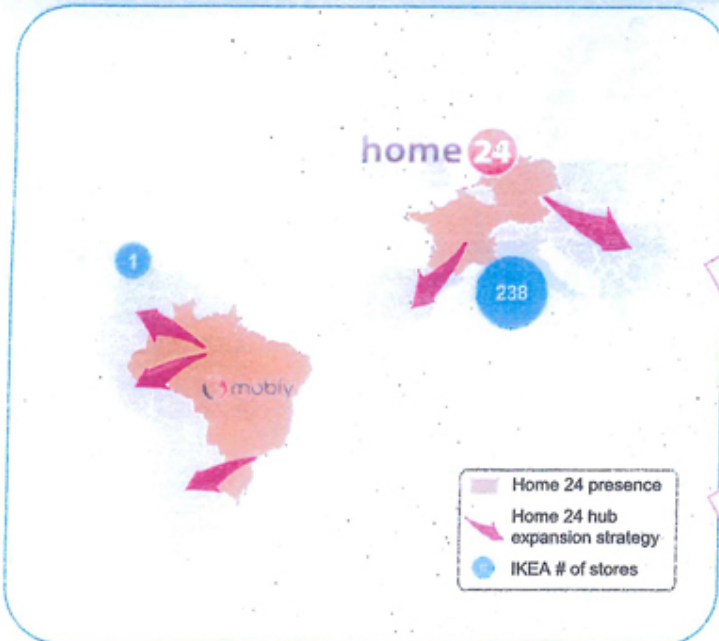 home 24
1
238
mobly
Home 24 presence
Home 24 hub
expansion strategy
IKEA # of stores